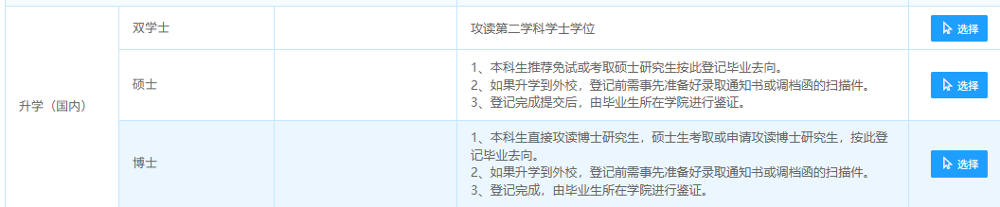 双学士
攻读第二学科学士学位
选择
升学（国内）
硕士
1、本科生推荐免试或考取硕士研究生按此登记毕业去向。
2、如果升学到外校，登记前需事先准备好录取通知书或调档函的扫描件。
3、登记完成提交后，由毕业生所在学院进行鉴证。
选择
博士
1、本科生直接攻读博士研究生，硕士生考取或申请攻读博士研究生，按此登
记毕业去向。
2、如果升学到外校，登记前需事先准备好录取通知书或调档函的扫描件。
3、登记完成，由毕业生所在学院进行鉴证。
选择